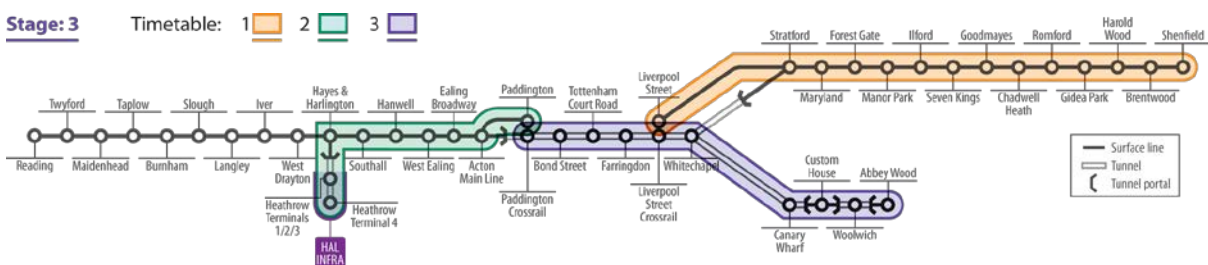 Stage: 3
Timetable: 1 2 3
Harold
Wood
Stratford
Forest Gate
Ilford
Goodmayes
Romford
Shenfield
Maryland
Manor Park
Seven Kings
Chadwell
Heath
Gidea Park
Brentwood
Twyford
Taplow
Slough
Iver
Hayes &
Harlington
Hanwell
Ealing
Broadway
Paddington
Tottenham
Court Road
Liverpool
Street
Reading
Maidenhead
Burnham
Langley
West
Drayton
Southall
West Ealing
Acton
Main Line
Bond Street
Farringdon
Whitechapel
Paddington
Crossrail
Liverpool
Street
Crossrail
Heathrow
Terminals
1/2/3
Heathrow
Terminal 4
HAL
INFRA
Custom
House
Abbey Wood
Canary
Wharf
Woolwich
Surface line
Tunnel
Tunnel portal